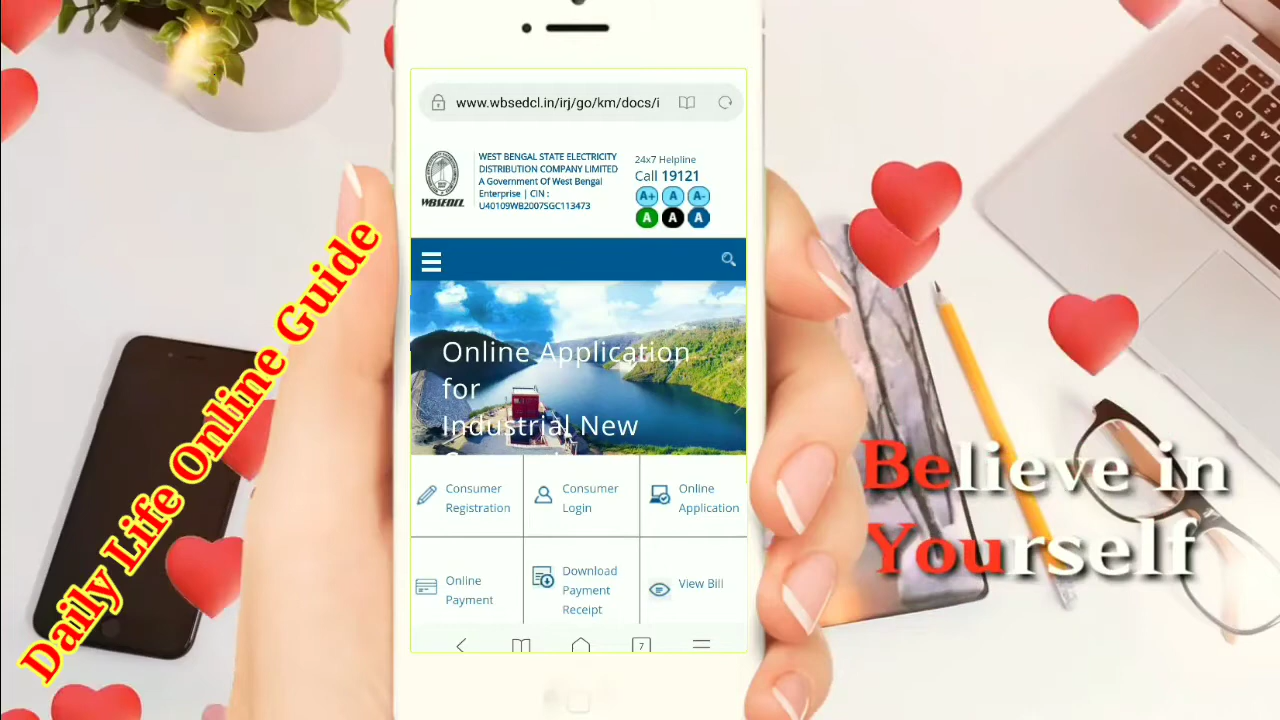 Daily Life Online Guide
www.wbsedcl.in/irj/go/km/docs/i
WEST BENGAL STATE ELECTRICITY
DISTRIBUTION COMPANY LIMITED
A Government Of West Bengal
Enterprise | CIN :
U40109WB2007SGC113473
WBSEDCL
24x7 Helpline
Call 19121
A+ A A-
A A A
Online Application
for
Industrial New
Consumer
Registration
Consumer
Login
Online
Application
Online
Payment
Download
Payment
Receipt
View Bill
7
Believe in
Yourself